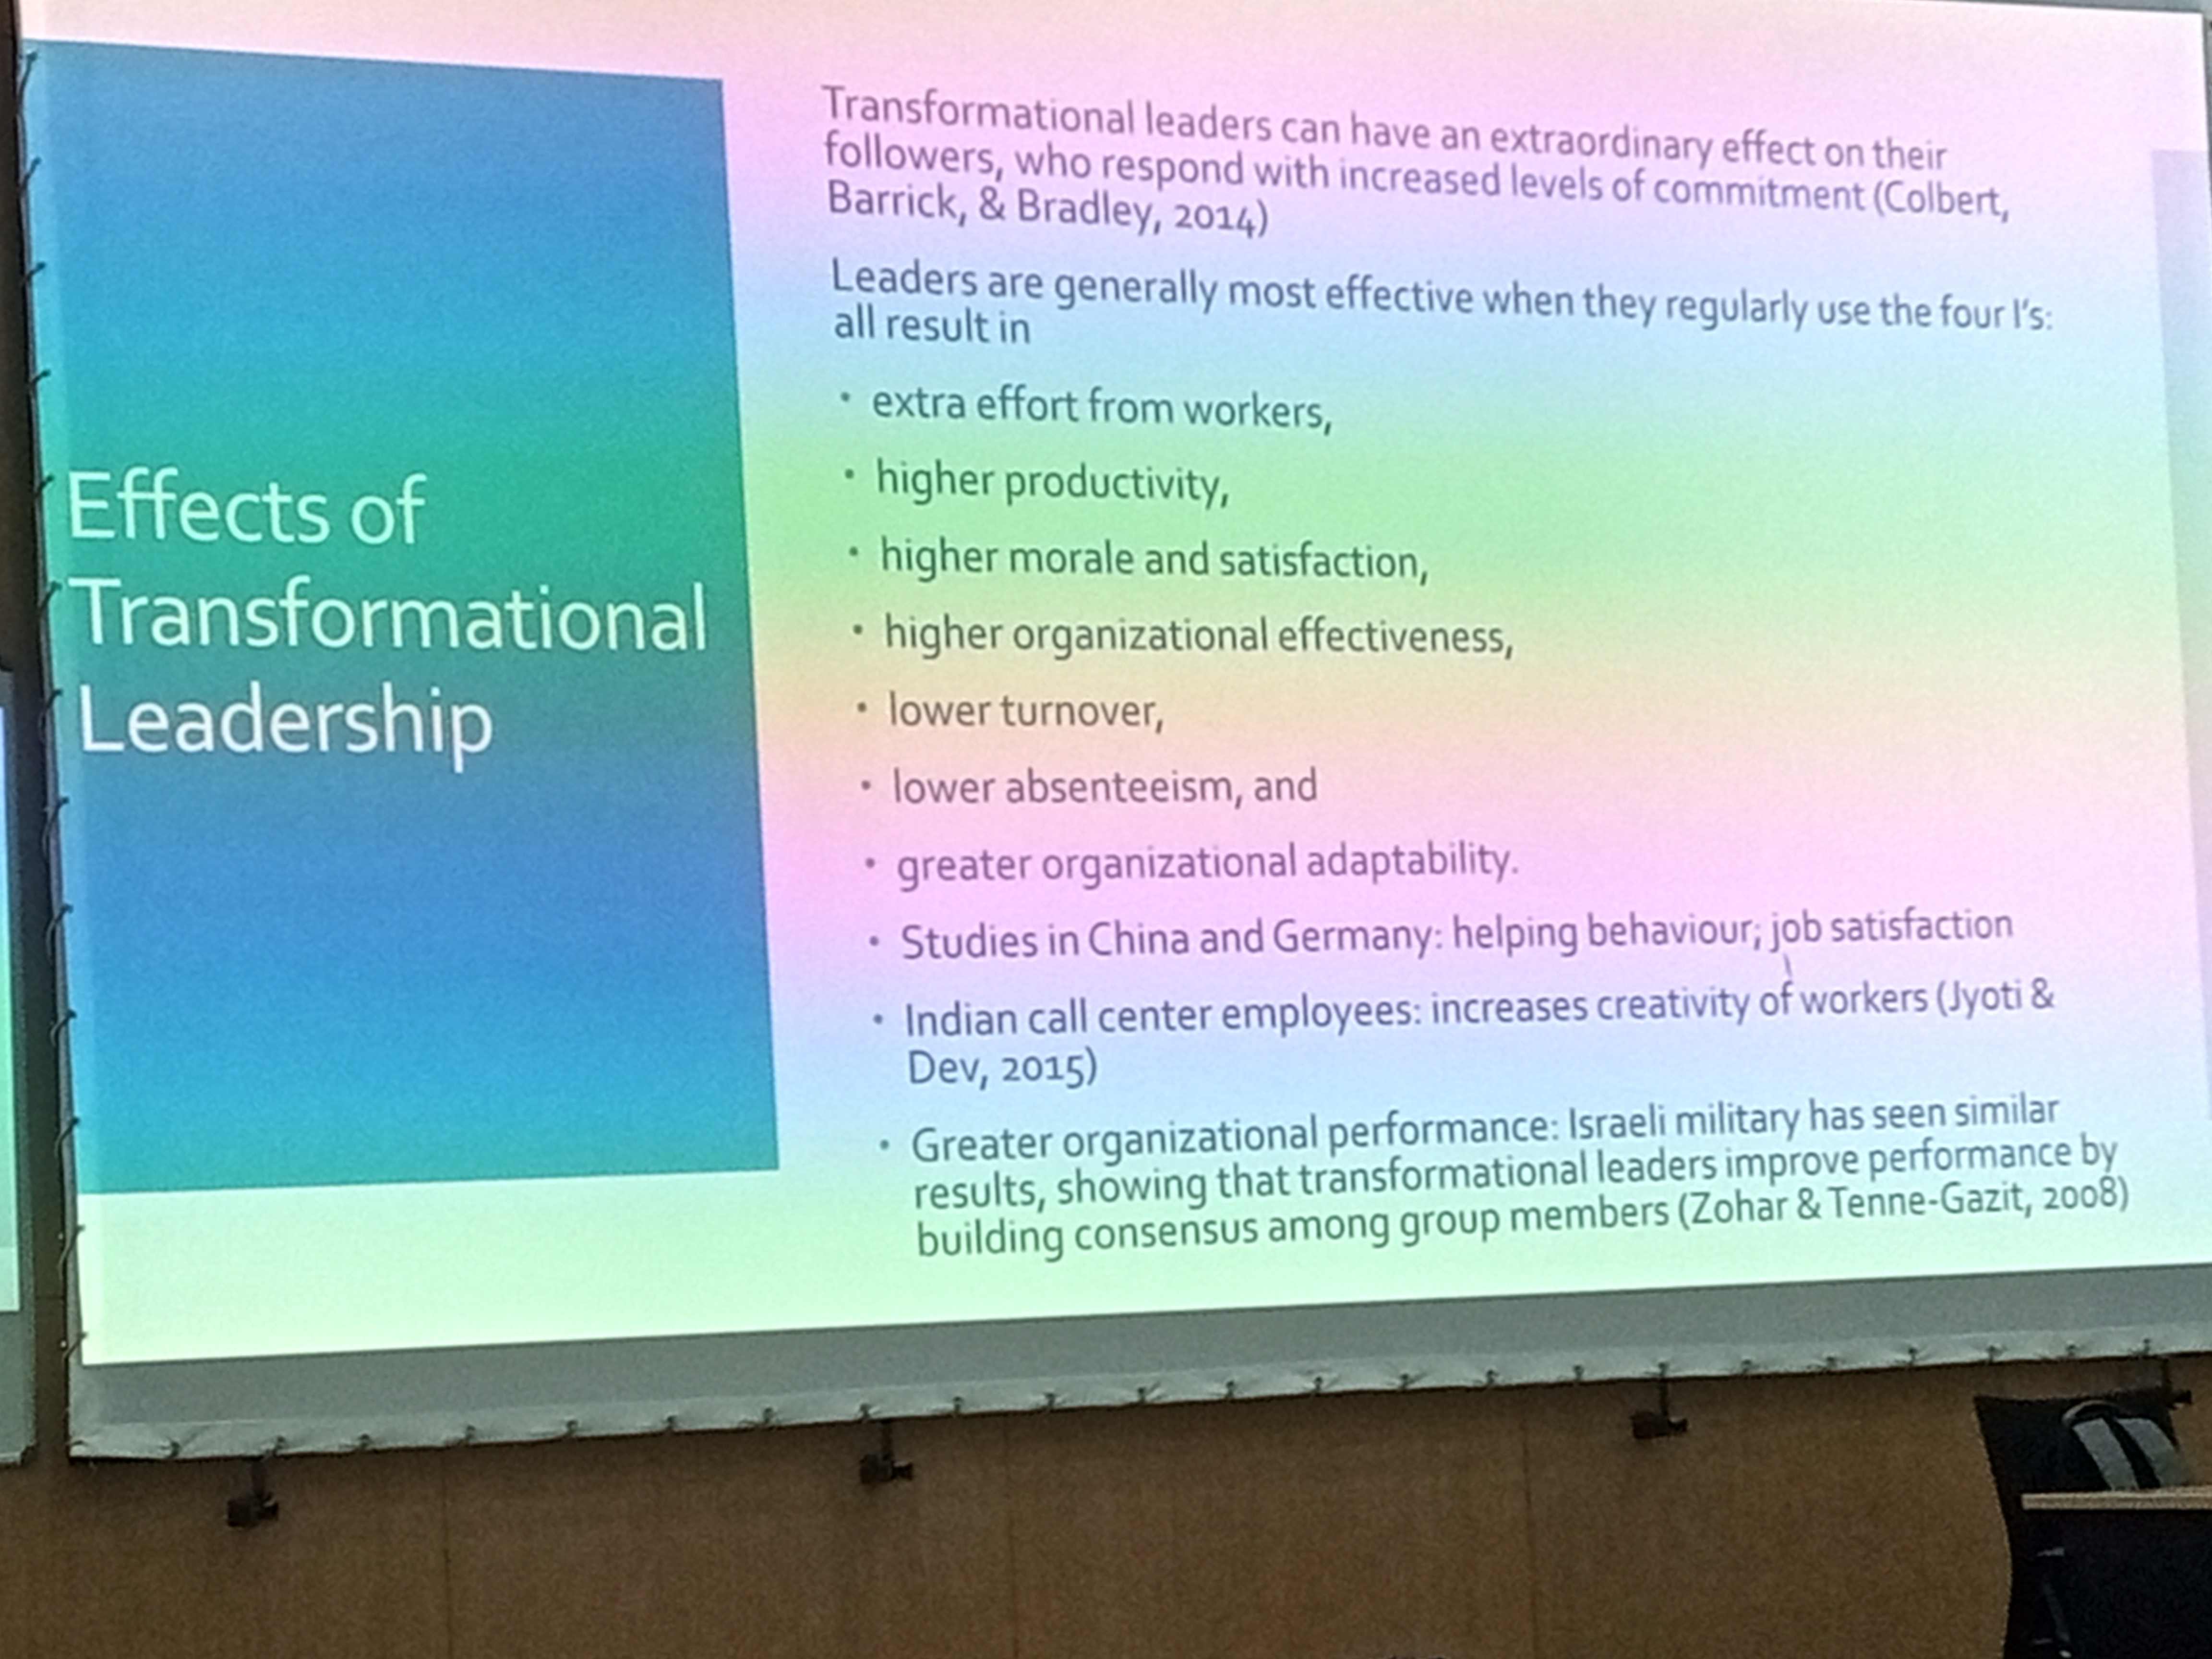 Effects of
Transformational
Leadership
Transformational leaders can have an extraordinary effect on their
followers, who respond with increased levels of commitment (Colbert,
Barrick, & Bradley, 2014)
Leaders are generally most effective when they regularly use the four I's:
all result in
• extra effort from workers,
• higher productivity,
• higher morale and satisfaction,
• higher organizational effectiveness,
• lower turnover,
• lower absenteeism, and
• greater organizational adaptability.
• Studies in China and Germany: helping behaviour; job satisfaction
• Indian call center employees: increases creativity of workers (Jyoti &
Dev, 2015)
• Greater organizational performance: Israeli military has seen similar
results, showing that transformational leaders improve performance by
building consensus among group members (Zohar & Tenne-Gazit, 2008)